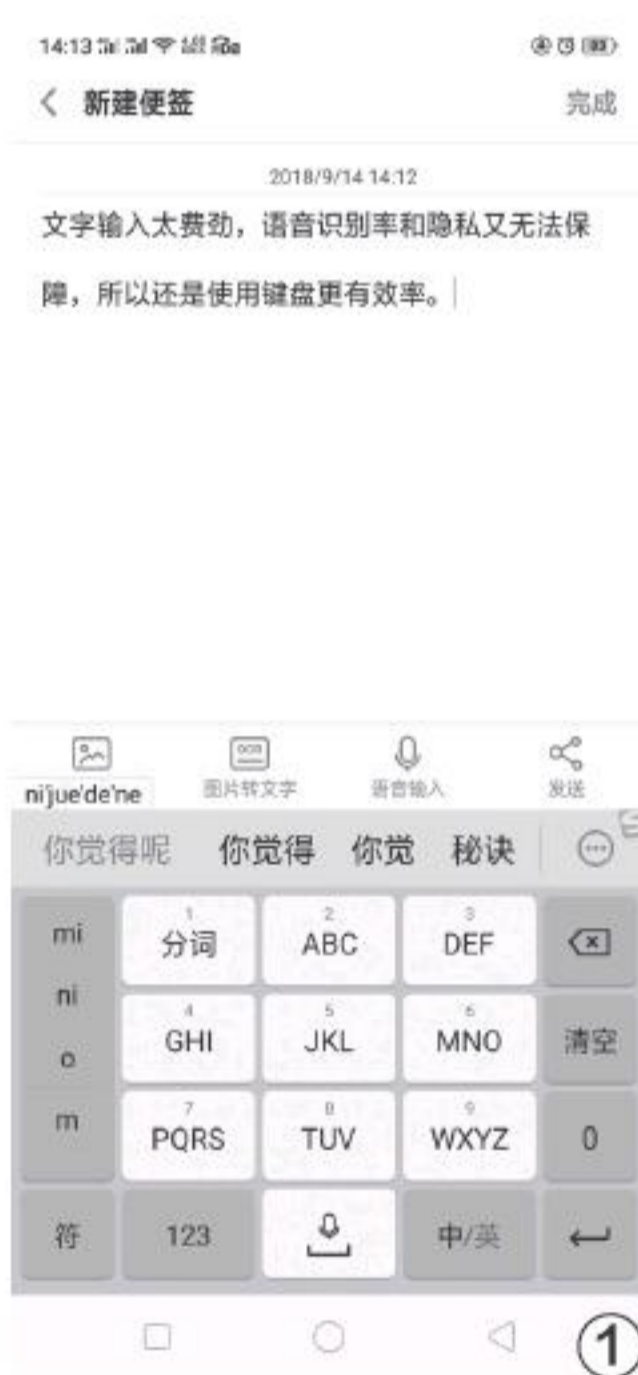 14:13
〈 新建便签 完成
2018/9/14 14:12
文字输入太费劲，语音识别率和隐私又无法保
障，所以还是使用键盘更有效率。
OCR
ni'jue'de'ne 图片转文字 语音输入 发送
你觉得呢 你觉得 你觉 秘诀
mi
ni
o
m
1 分词 2 ABC 3 DEF
4 GHI 5 JKL 6 MNO 清空
7 PQRS 8 TUV 9 WXYZ 0
符 123 中/英
1